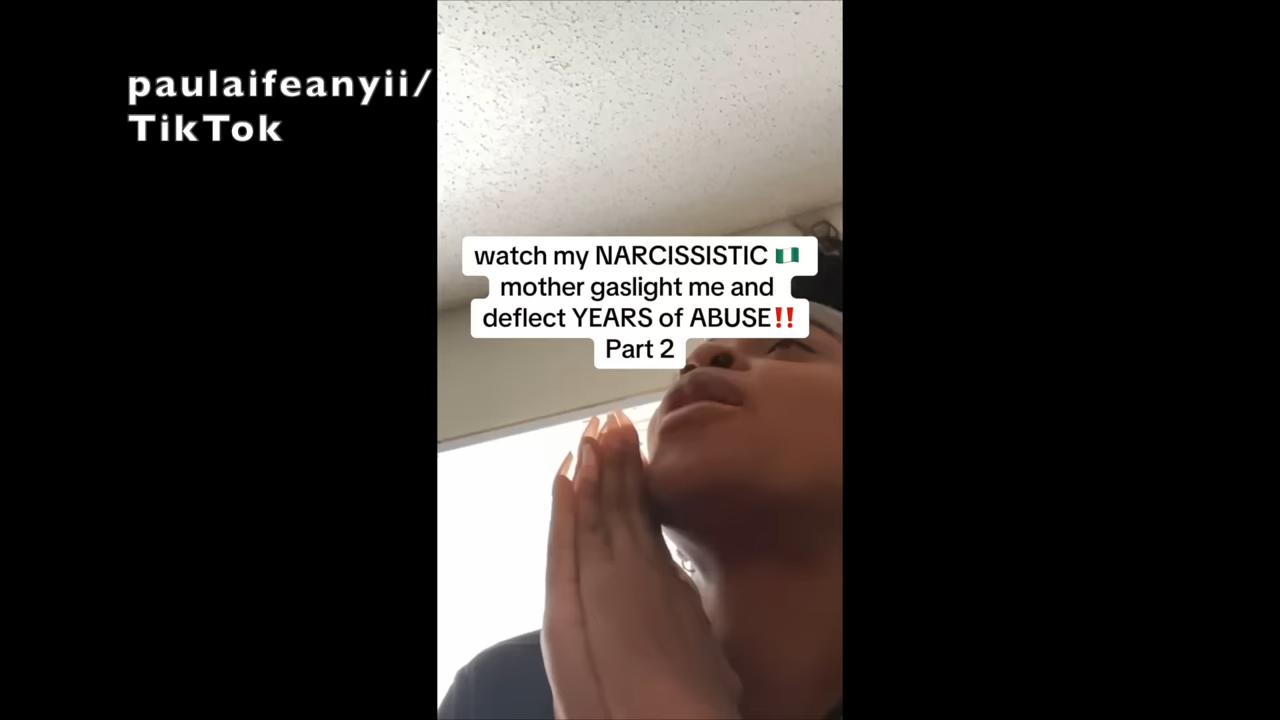 paulaifeanyii/
TikTok
watch my NARCISSISTIC 🇳🇬
mother gaslight me and
deflect YEARS of ABUSE‼️
Part 2